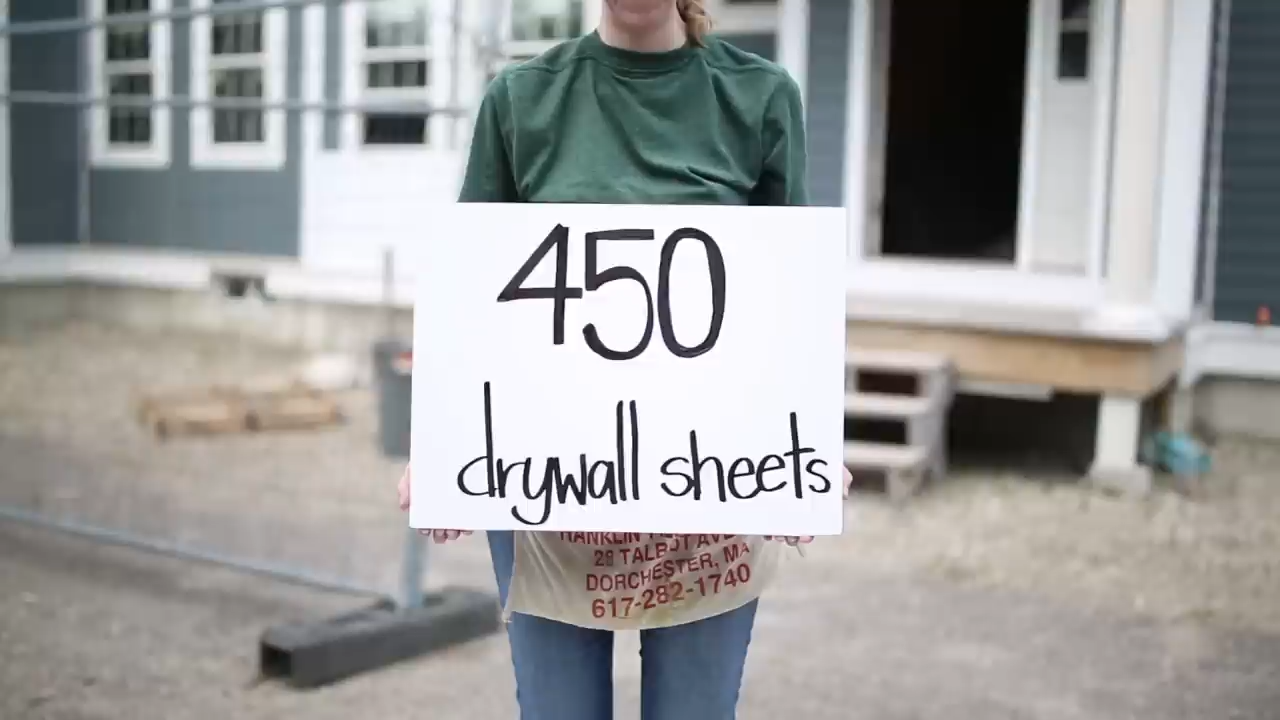 450
drywall sheets
28 TALBOT AVE
DORCHESTER, MA
617-282-1740